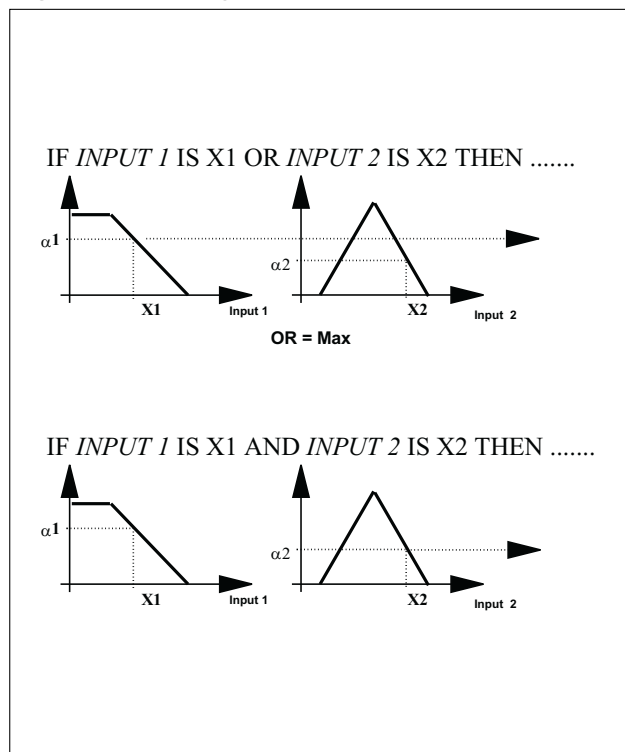 IF INPUT 1 IS X1 OR INPUT 2 IS X2 THEN .......
α1
α2
X1
Input 1
X2
Input 2
OR = Max
IF INPUT 1 IS X1 AND INPUT 2 IS X2 THEN .......
α1
α2
X1
Input 1
X2
Input 2